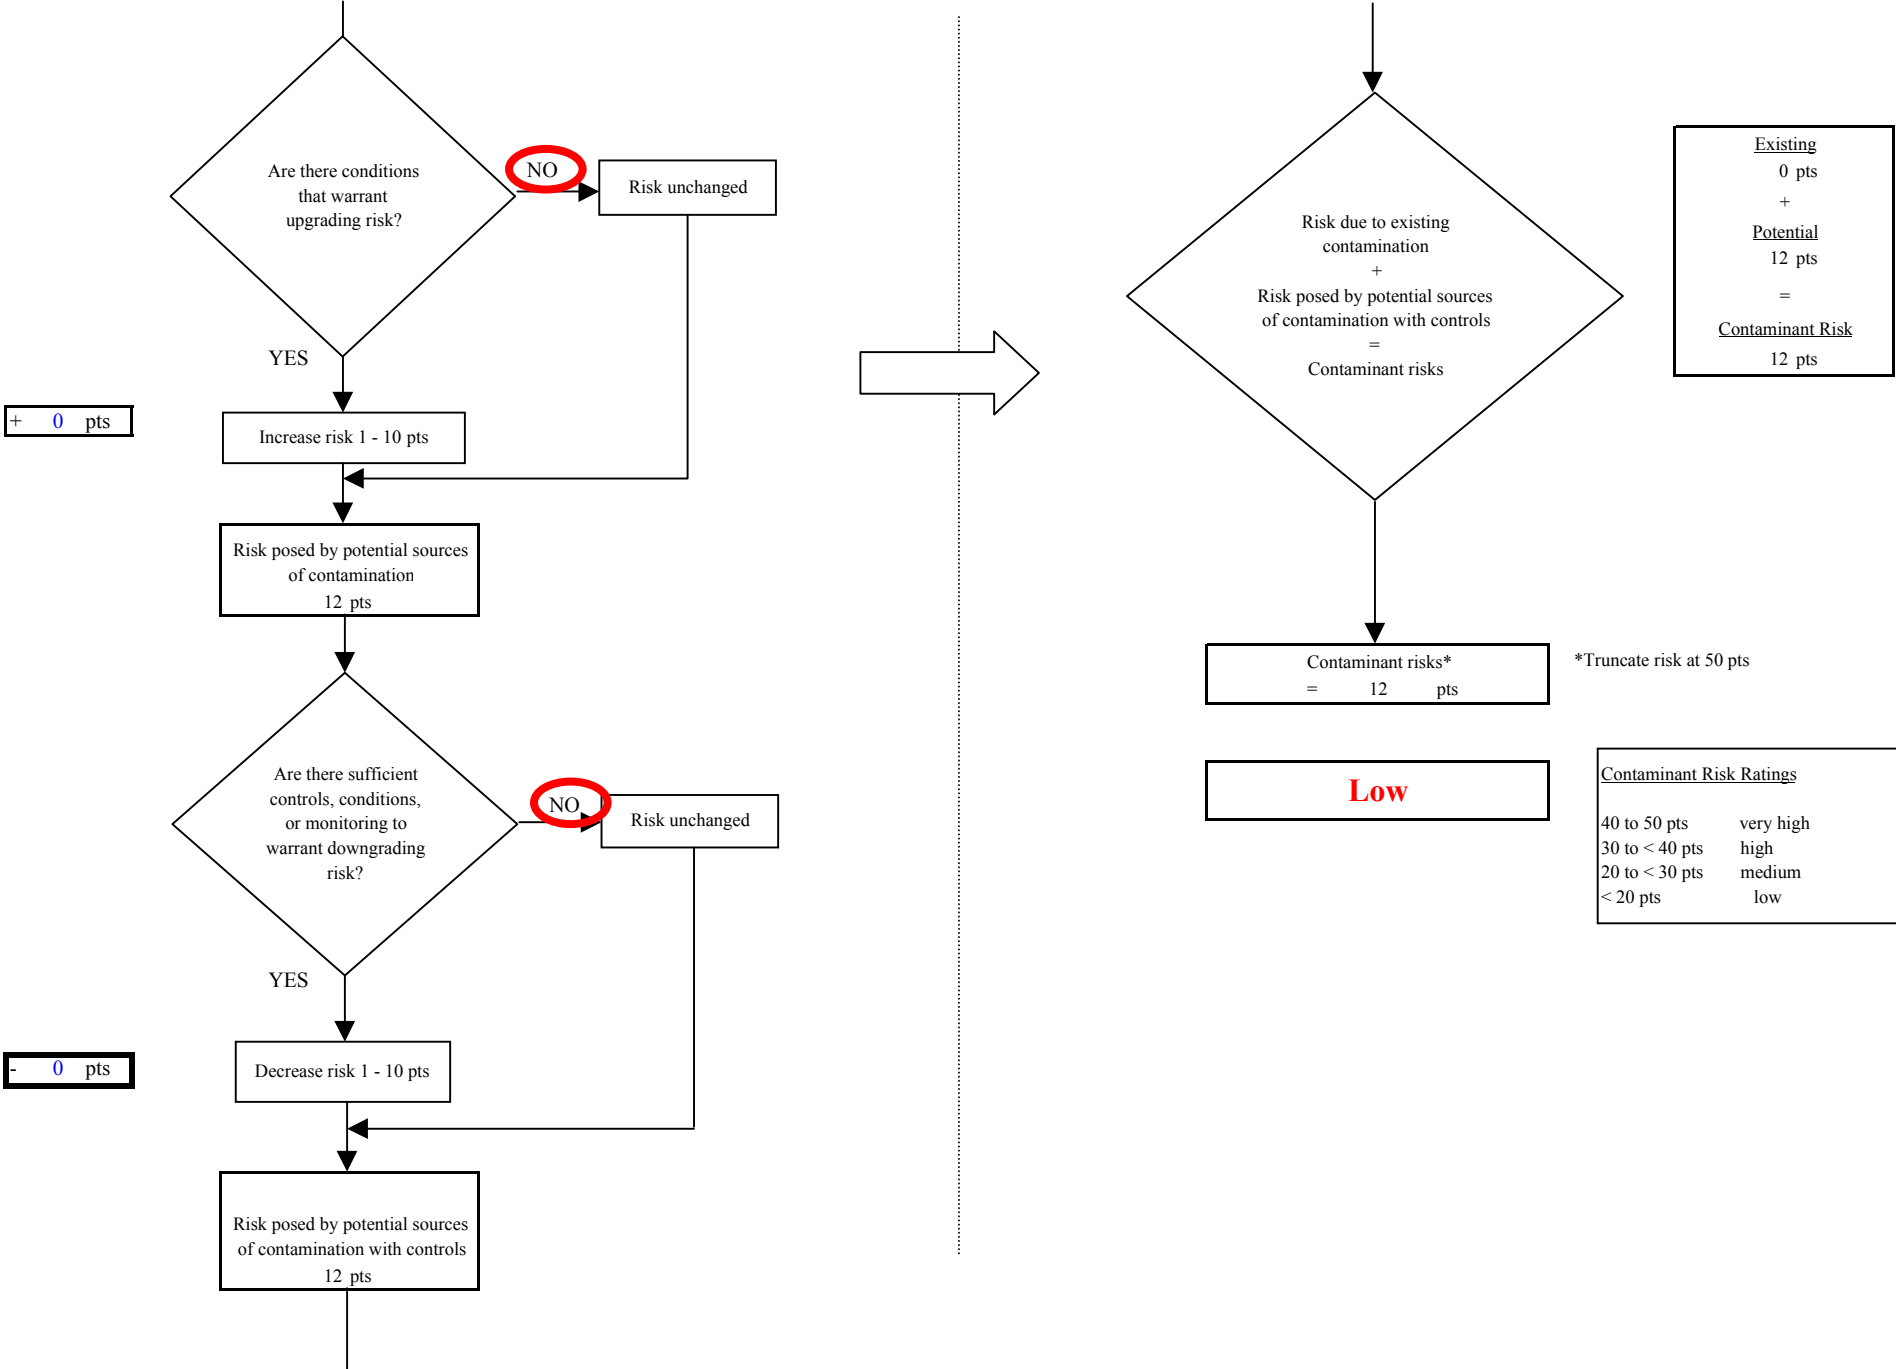 Are there conditions
that warrant
upgrading risk?
NO
Risk unchanged
YES
+ 0 pts
Increase risk 1 - 10 pts
Risk posed by potential sources
of contamination
12 pts
Are there sufficient
controls, conditions,
or monitoring to
warrant downgrading
risk?
NO
Risk unchanged
YES
- 0 pts
Decrease risk 1 - 10 pts
Risk posed by potential sources
of contamination with controls
12 pts
Risk due to existing
contamination
+
Risk posed by potential sources
of contamination with controls
=
Contaminant risks
Existing
0 pts
+
Potential
12 pts
=
Contaminant Risk
12 pts
Contaminant risks*
= 12 pts
*Truncate risk at 50 pts
Low
Contaminant Risk Ratings
40 to 50 pts very high
30 to < 40 pts high
20 to < 30 pts medium
< 20 pts low